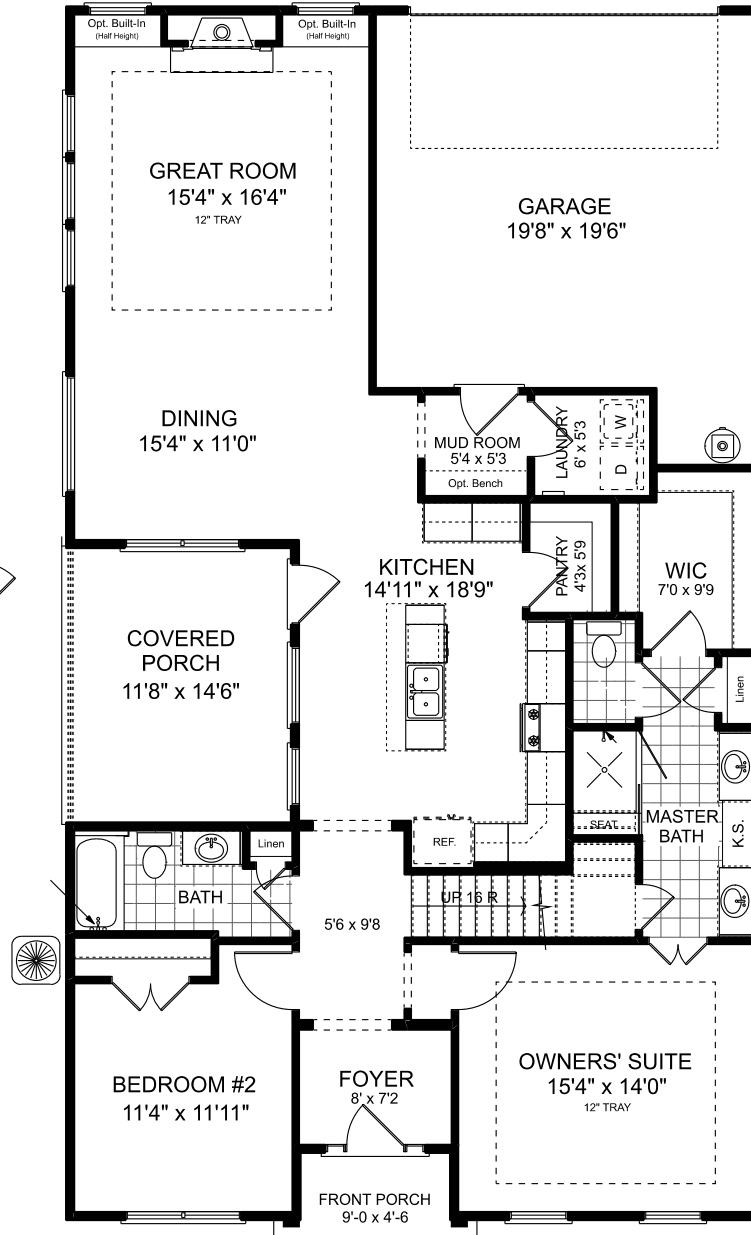 Opt. Built-In
(Half Height)
Opt. Built-In
(Half Height)
GREAT ROOM
15'4" x 16'4"
12" TRAY
GARAGE
19'8" x 19'6"
DINING
15'4" x 11'0"
MUD ROOM
5'4 x 5'3
Opt. Bench
LAUNDRY
6' x 5'3
W
D
KITCHEN
14'11" x 18'9"
PANTRY
4'3x 5'9
WIC
7'0 x 9'9
COVERED
PORCH
11'8" x 14'6"
Linen
SEAT
MASTER
BATH
K.S.
REF.
Linen
BATH
UP 16 R
5'6 x 9'8
BEDROOM #2
11'4" x 11'11"
FOYER
8' x 7'2
OWNERS' SUITE
15'4" x 14'0"
12" TRAY
FRONT PORCH
9'-0 x 4'-6